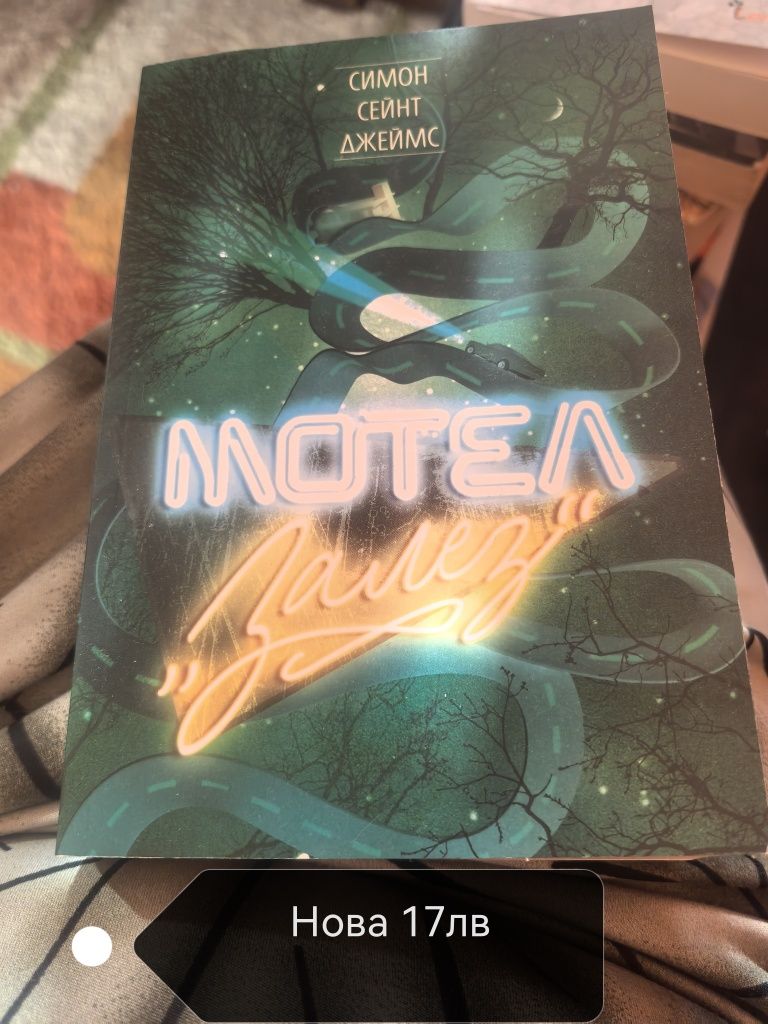 СИМОН
СЕЙНТ
ДЖЕЙМС
МОТЕЛ
„Залез“
Нова 17лв